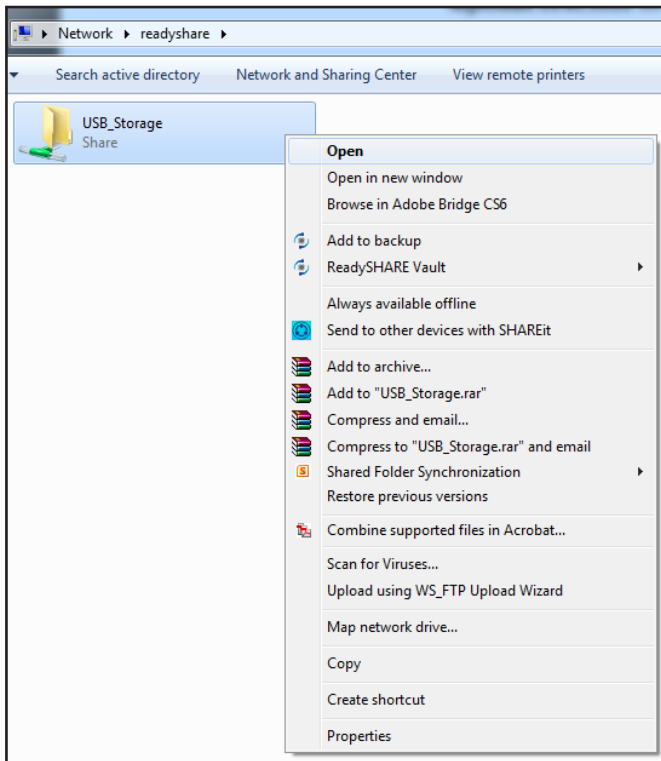 Network ▸ readyshare ▸
Search active directory Network and Sharing Center View remote printers
USB_Storage
Share
Open
Open in new window
Browse in Adobe Bridge CS6
Add to backup
ReadySHARE Vault
Always available offline
Send to other devices with SHAREit
Add to archive...
Add to "USB_Storage.rar"
Compress and email...
Compress to "USB_Storage.rar" and email
Shared Folder Synchronization
Restore previous versions
Combine supported files in Acrobat...
Scan for Viruses...
Upload using WS_FTP Upload Wizard
Map network drive...
Copy
Create shortcut
Properties